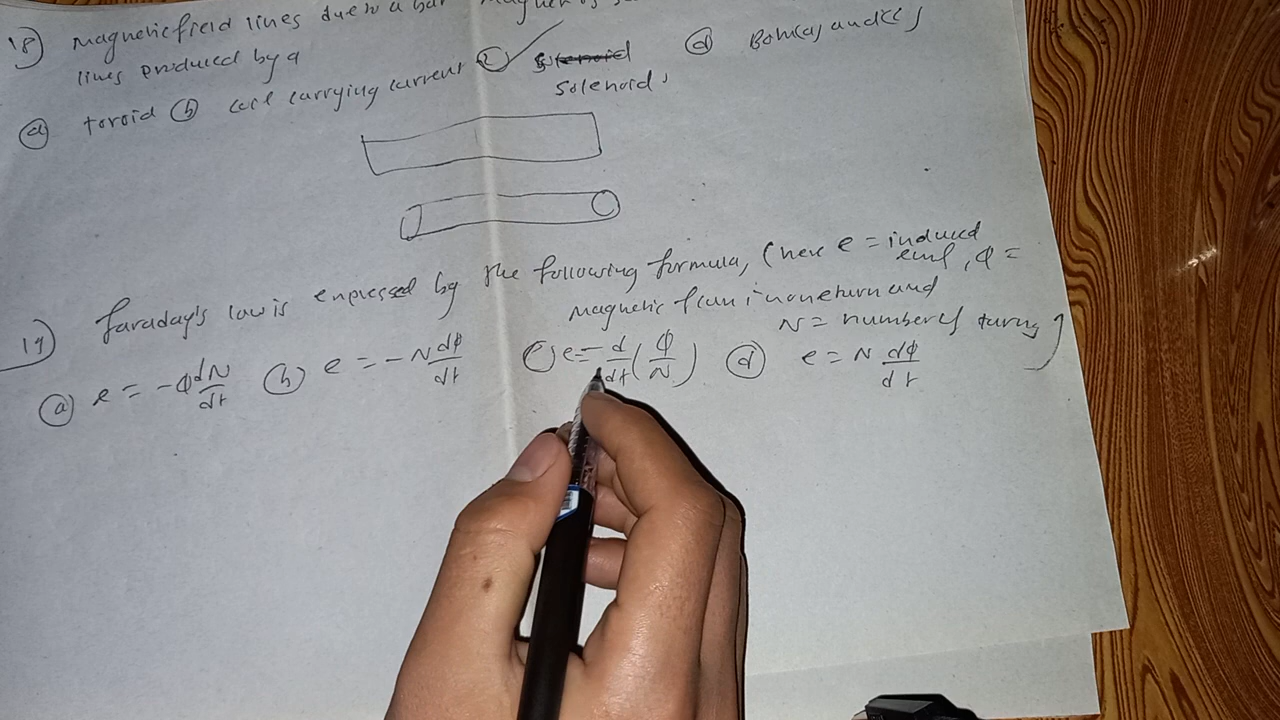 18) magnetic field lines due to a bar
lines produced by a
(a) toroid (b) coil carrying current (c) solenoid, (d) Both (a) and (c)
19) faraday's law is enpressed by the following formula, (here e = induced emf, φ =
magnetic flux in one turn and
N = number of turns)
(a) e = -φ dN/dt (b) e = -N dφ/dt (c) e = - d/dt (φ/N) (d) e = N dφ/dt